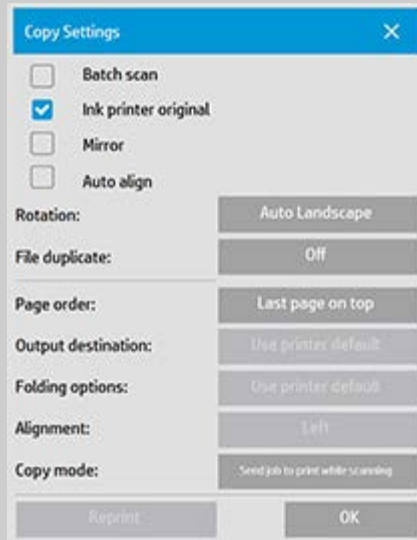 Copy Settings
Batch scan
Ink printer original
Mirror
Auto align
Rotation: Auto Landscape
File duplicate: Off
Page order: Last page on top
Output destination: Use printer default
Folding options: Use printer default
Alignment: Left
Copy mode: Send job to print while scanning
Reprint OK